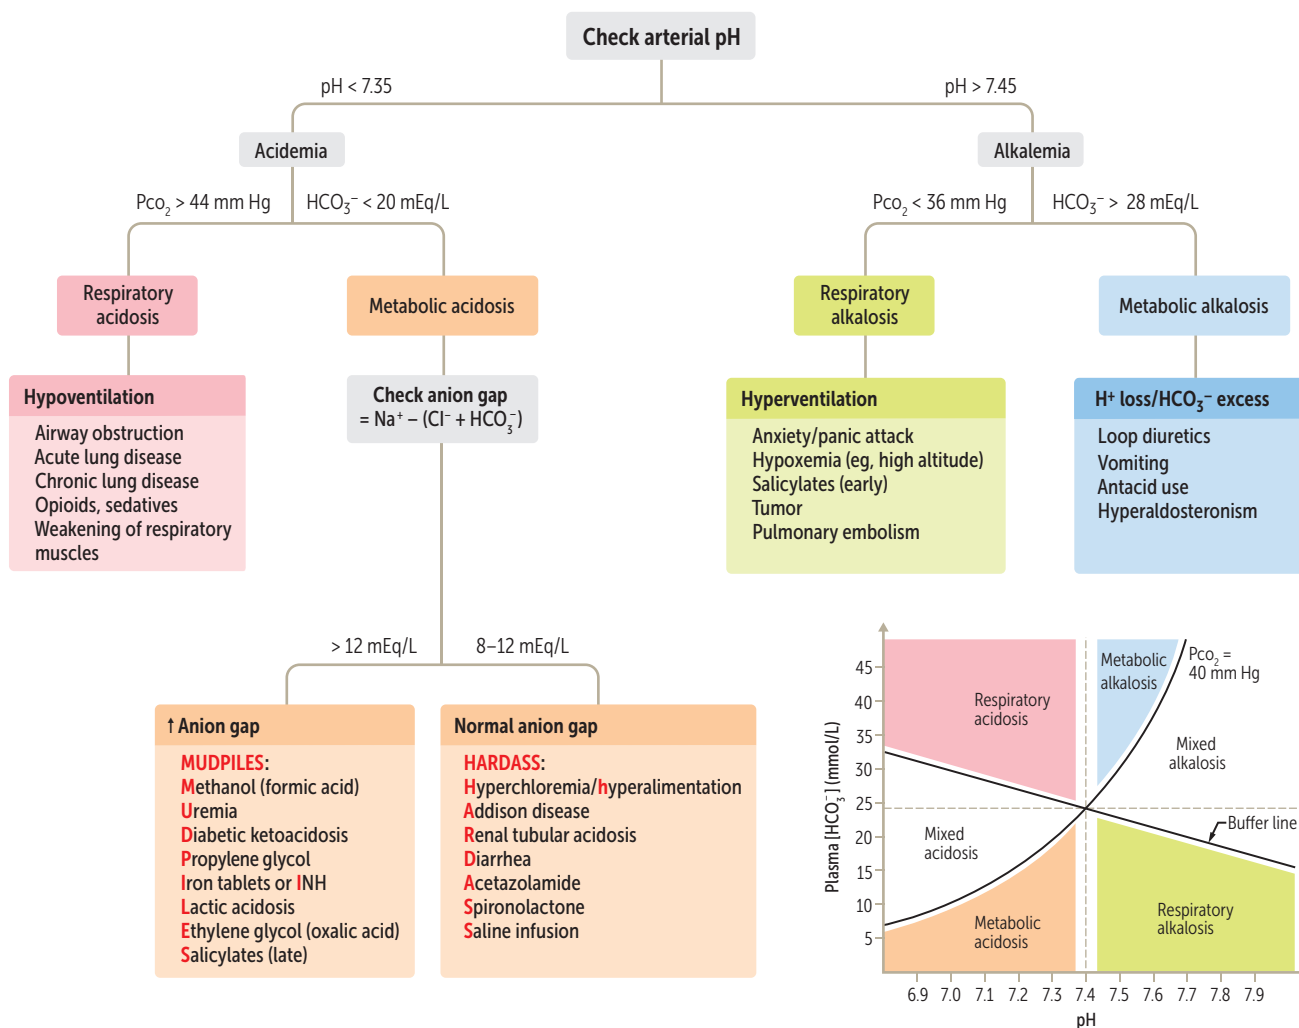 Check arterial pH
pH < 7.35
pH > 7.45
Acidemia
Alkalemia
Pco₂ > 44 mm Hg
HCO₃⁻ < 20 mEq/L
Pco₂ < 36 mm Hg
HCO₃⁻ > 28 mEq/L
Respiratory
acidosis
Metabolic acidosis
Respiratory
alkalosis
Metabolic alkalosis
Hypoventilation
Airway obstruction
Acute lung disease
Chronic lung disease
Opioids, sedatives
Weakening of respiratory
muscles
Check anion gap
= Na⁺ – (Cl⁻ + HCO₃⁻)
Hyperventilation
Anxiety/panic attack
Hypoxemia (eg, high altitude)
Salicylates (early)
Tumor
Pulmonary embolism
H⁺ loss/HCO₃⁻ excess
Loop diuretics
Vomiting
Antacid use
Hyperaldosteronism
> 12 mEq/L
8–12 mEq/L
↑ Anion gap
MUDPILES:
Methanol (formic acid)
Uremia
Diabetic ketoacidosis
Propylene glycol
Iron tablets or INH
Lactic acidosis
Ethylene glycol (oxalic acid)
Salicylates (late)
Normal anion gap
HARDASS:
Hyperchloremia/hyperalimentation
Addison disease
Renal tubular acidosis
Diarrhea
Acetazolamide
Spironolactone
Saline infusion
Plasma [HCO₃⁻] (mmol/L)
45
40
35
30
25
20
15
10
5
Respiratory
acidosis
Metabolic
alkalosis
Pco₂ =
40 mm Hg
Mixed
alkalosis
Buffer line
Mixed
acidosis
Metabolic
acidosis
Respiratory
alkalosis
6.9 7.0 7.1 7.2 7.3 7.4 7.5 7.6 7.7 7.8 7.9
pH